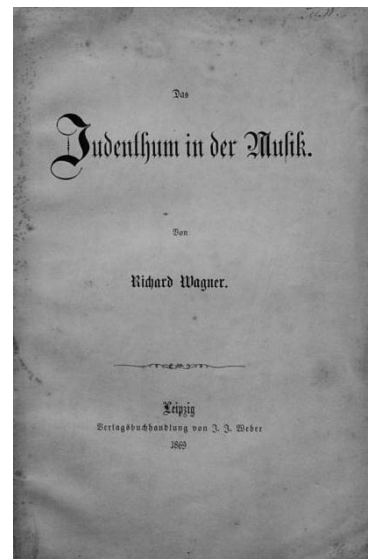 Das
Judenthum in der Musik.
Von
Richard Wagner.
Leipzig
Verlagsbuchhandlung von J. J. Weber
1869